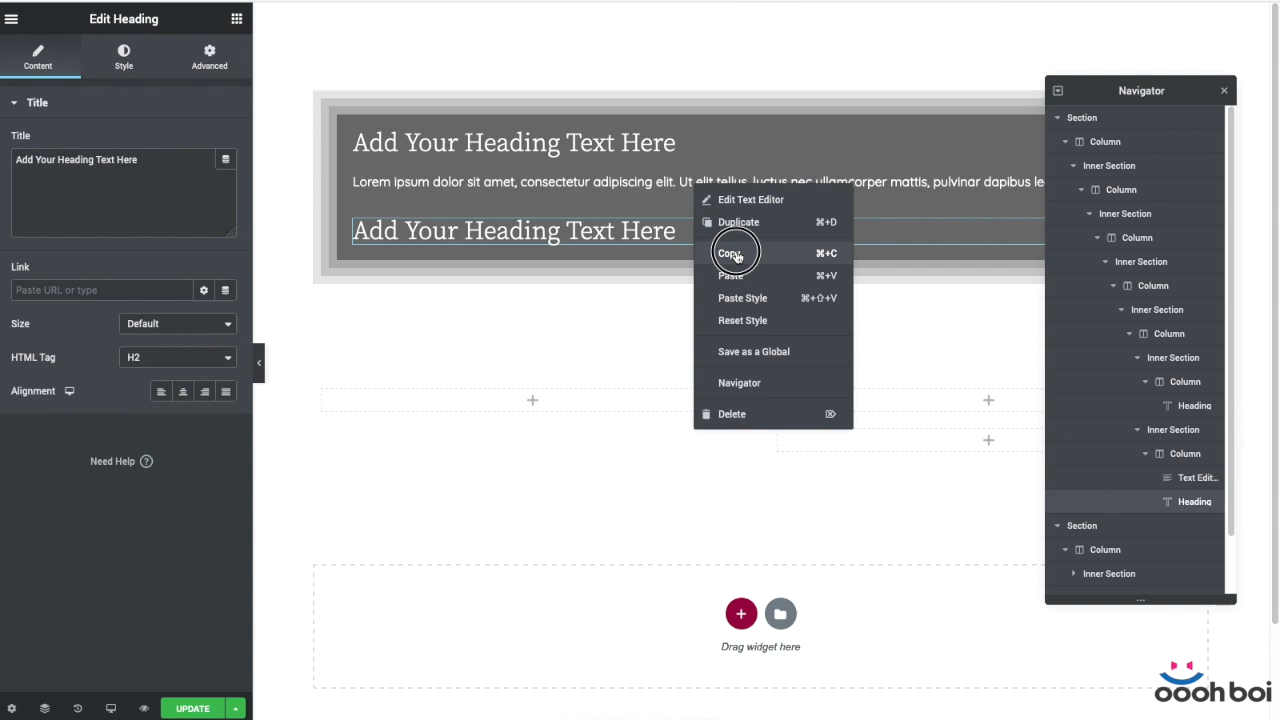 Edit Heading
Content
Style
Advanced
Title
Title
Add Your Heading Text Here
Link
Paste URL or type
Size
Default
HTML Tag
H2
Alignment
Need Help
UPDATE
Add Your Heading Text Here
Lorem ipsum dolor sit amet, consectetur adipiscing elit. Ut elit tellus, luctus nec ullamcorper mattis, pulvinar dapibus le
Add Your Heading Text Here
Edit Text Editor
Duplicate ⌘+D
Copy ⌘+C
Paste ⌘+V
Paste Style ⌘+⇧+V
Reset Style
Save as a Global
Navigator
Delete ⌦
Drag widget here
Navigator
Section
Column
Inner Section
Column
Inner Section
Column
Inner Section
Column
Inner Section
Column
Inner Section
Column
Heading
Inner Section
Column
Text Edit...
Heading
Section
Column
Inner Section
oooh boi